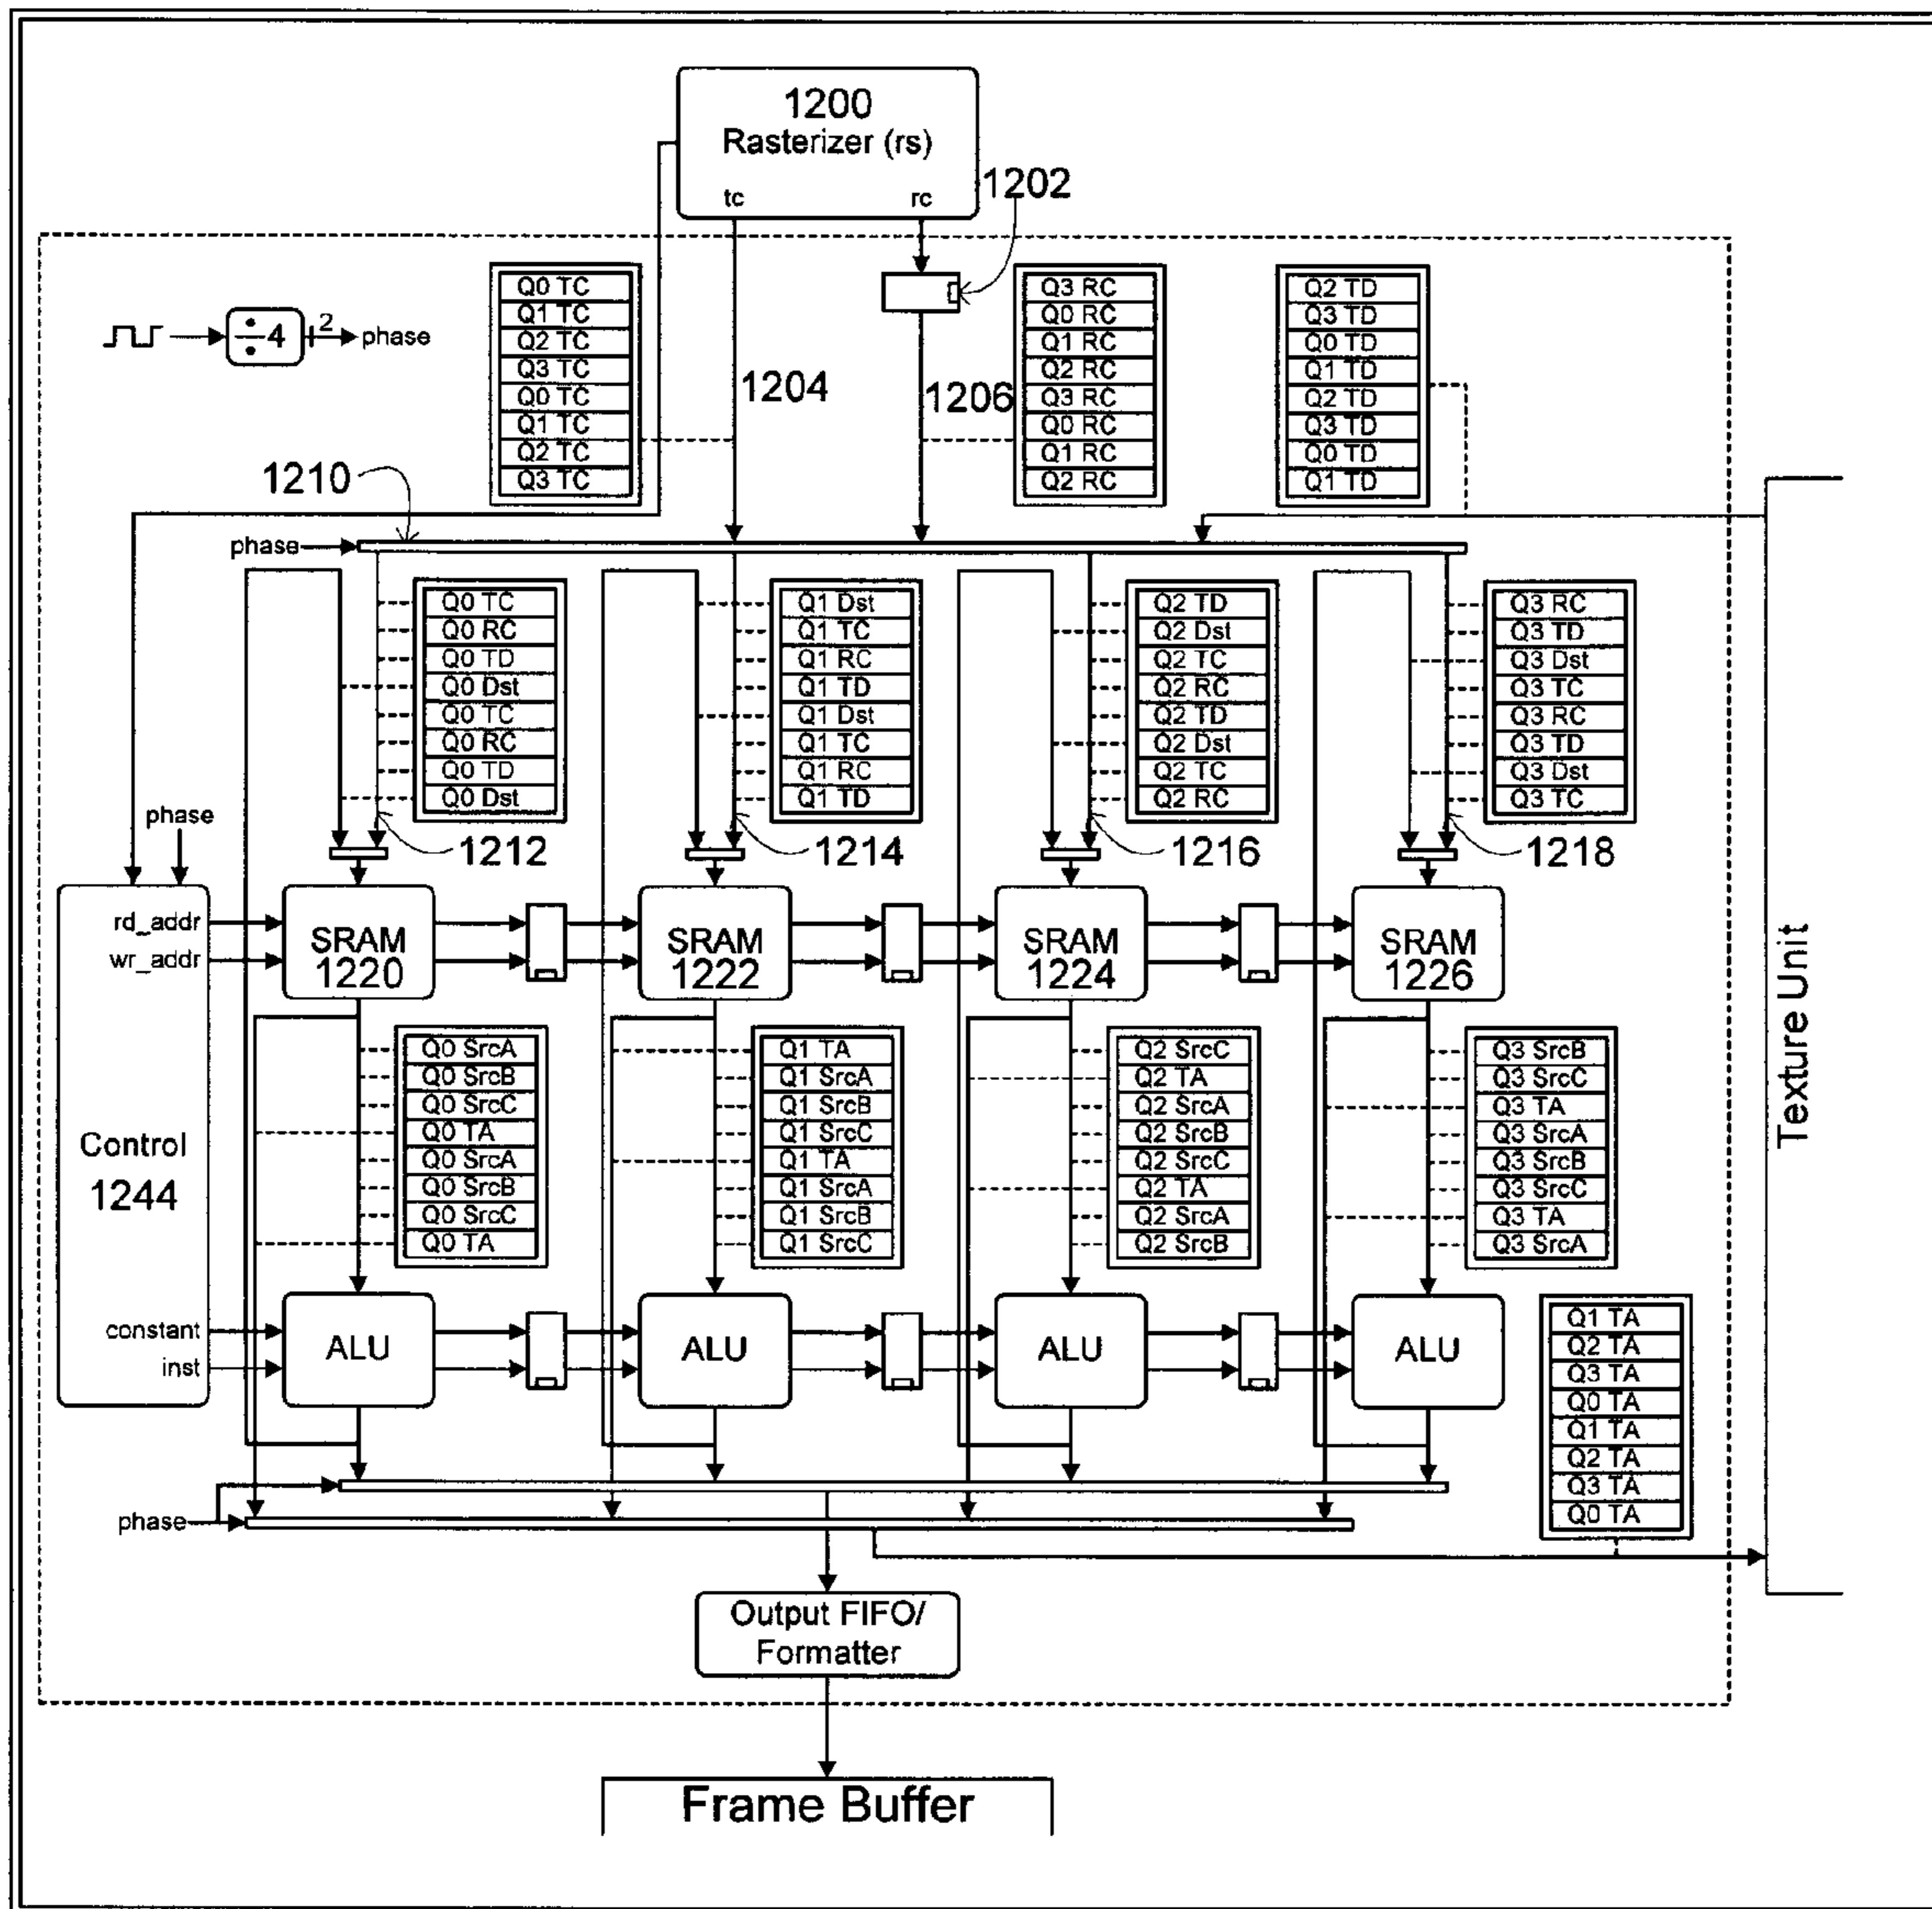 1200
Rasterizer (rs)
tc
rc
1202
÷4
2
phase
Q0 TC
Q1 TC
Q2 TC
Q3 TC
Q0 TC
Q1 TC
Q2 TC
Q3 TC
1204
1206
Q3 RC
Q0 RC
Q1 RC
Q2 RC
Q3 RC
Q0 RC
Q1 RC
Q2 RC
Q2 TD
Q3 TD
Q0 TD
Q1 TD
Q2 TD
Q3 TD
Q0 TD
Q1 TD
1210
phase
Q0 TC
Q0 RC
Q0 TD
Q0 Dst
Q0 TC
Q0 RC
Q0 TD
Q0 Dst
Q1 Dst
Q1 TC
Q1 RC
Q1 TD
Q1 Dst
Q1 TC
Q1 RC
Q1 TD
Q2 TD
Q2 Dst
Q2 TC
Q2 RC
Q2 TD
Q2 Dst
Q2 TC
Q2 RC
Q3 RC
Q3 TD
Q3 Dst
Q3 TC
Q3 RC
Q3 TD
Q3 Dst
Q3 TC
phase
1212
1214
1216
1218
rd_addr
wr_addr
SRAM
1220
SRAM
1222
SRAM
1224
SRAM
1226
Texture Unit
Control
1244
Q0 SrcA
Q0 SrcB
Q0 SrcC
Q0 TA
Q0 SrcA
Q0 SrcB
Q0 SrcC
Q0 TA
Q1 TA
Q1 SrcA
Q1 SrcB
Q1 SrcC
Q1 TA
Q1 SrcA
Q1 SrcB
Q1 SrcC
Q2 SrcC
Q2 TA
Q2 SrcA
Q2 SrcB
Q2 SrcC
Q2 TA
Q2 SrcA
Q2 SrcB
Q3 SrcB
Q3 SrcC
Q3 TA
Q3 SrcA
Q3 SrcB
Q3 SrcC
Q3 TA
Q3 SrcA
constant
inst
ALU
ALU
ALU
ALU
Q1 TA
Q2 TA
Q3 TA
Q0 TA
Q1 TA
Q2 TA
Q3 TA
Q0 TA
phase
Output FIFO/
Formatter
Frame Buffer